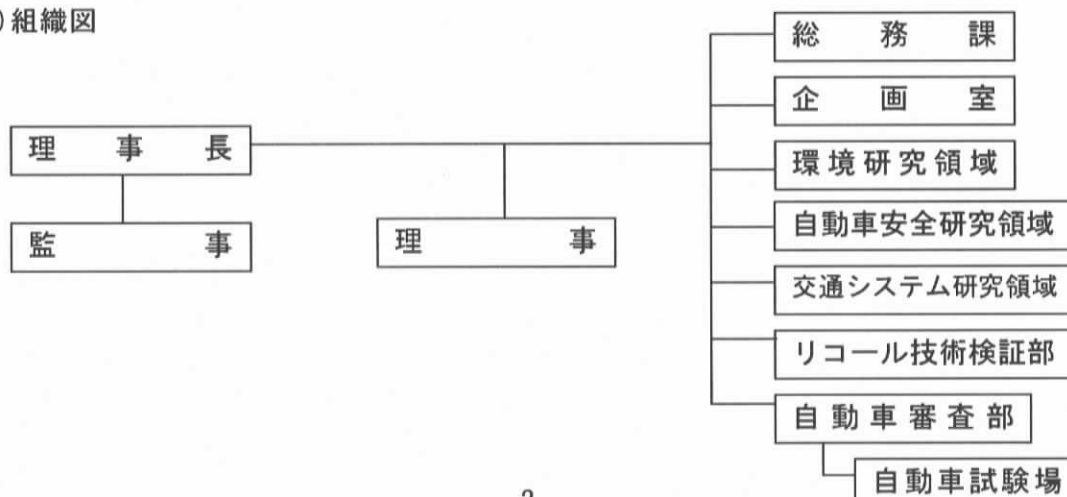 )組織図
理事長
監事
理事
総務課
企画室
環境研究領域
自動車安全研究領域
交通システム研究領域
リコール技術検証部
自動車審査部
自動車試験場